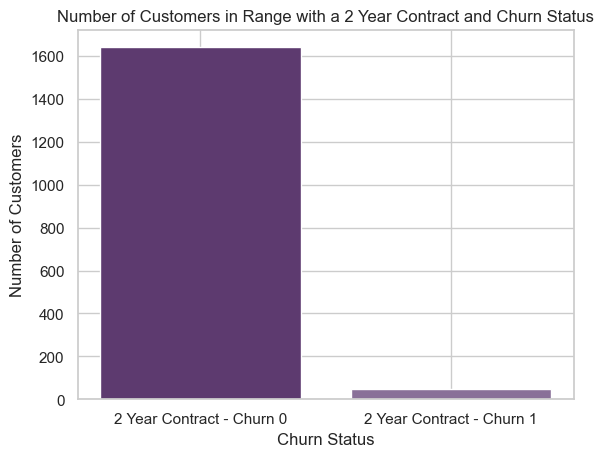 Number of Customers in Range with a 2 Year Contract and Churn Status
Number of Customers
1600
1400
1200
1000
800
600
400
200
0
2 Year Contract - Churn 0
2 Year Contract - Churn 1
Churn Status